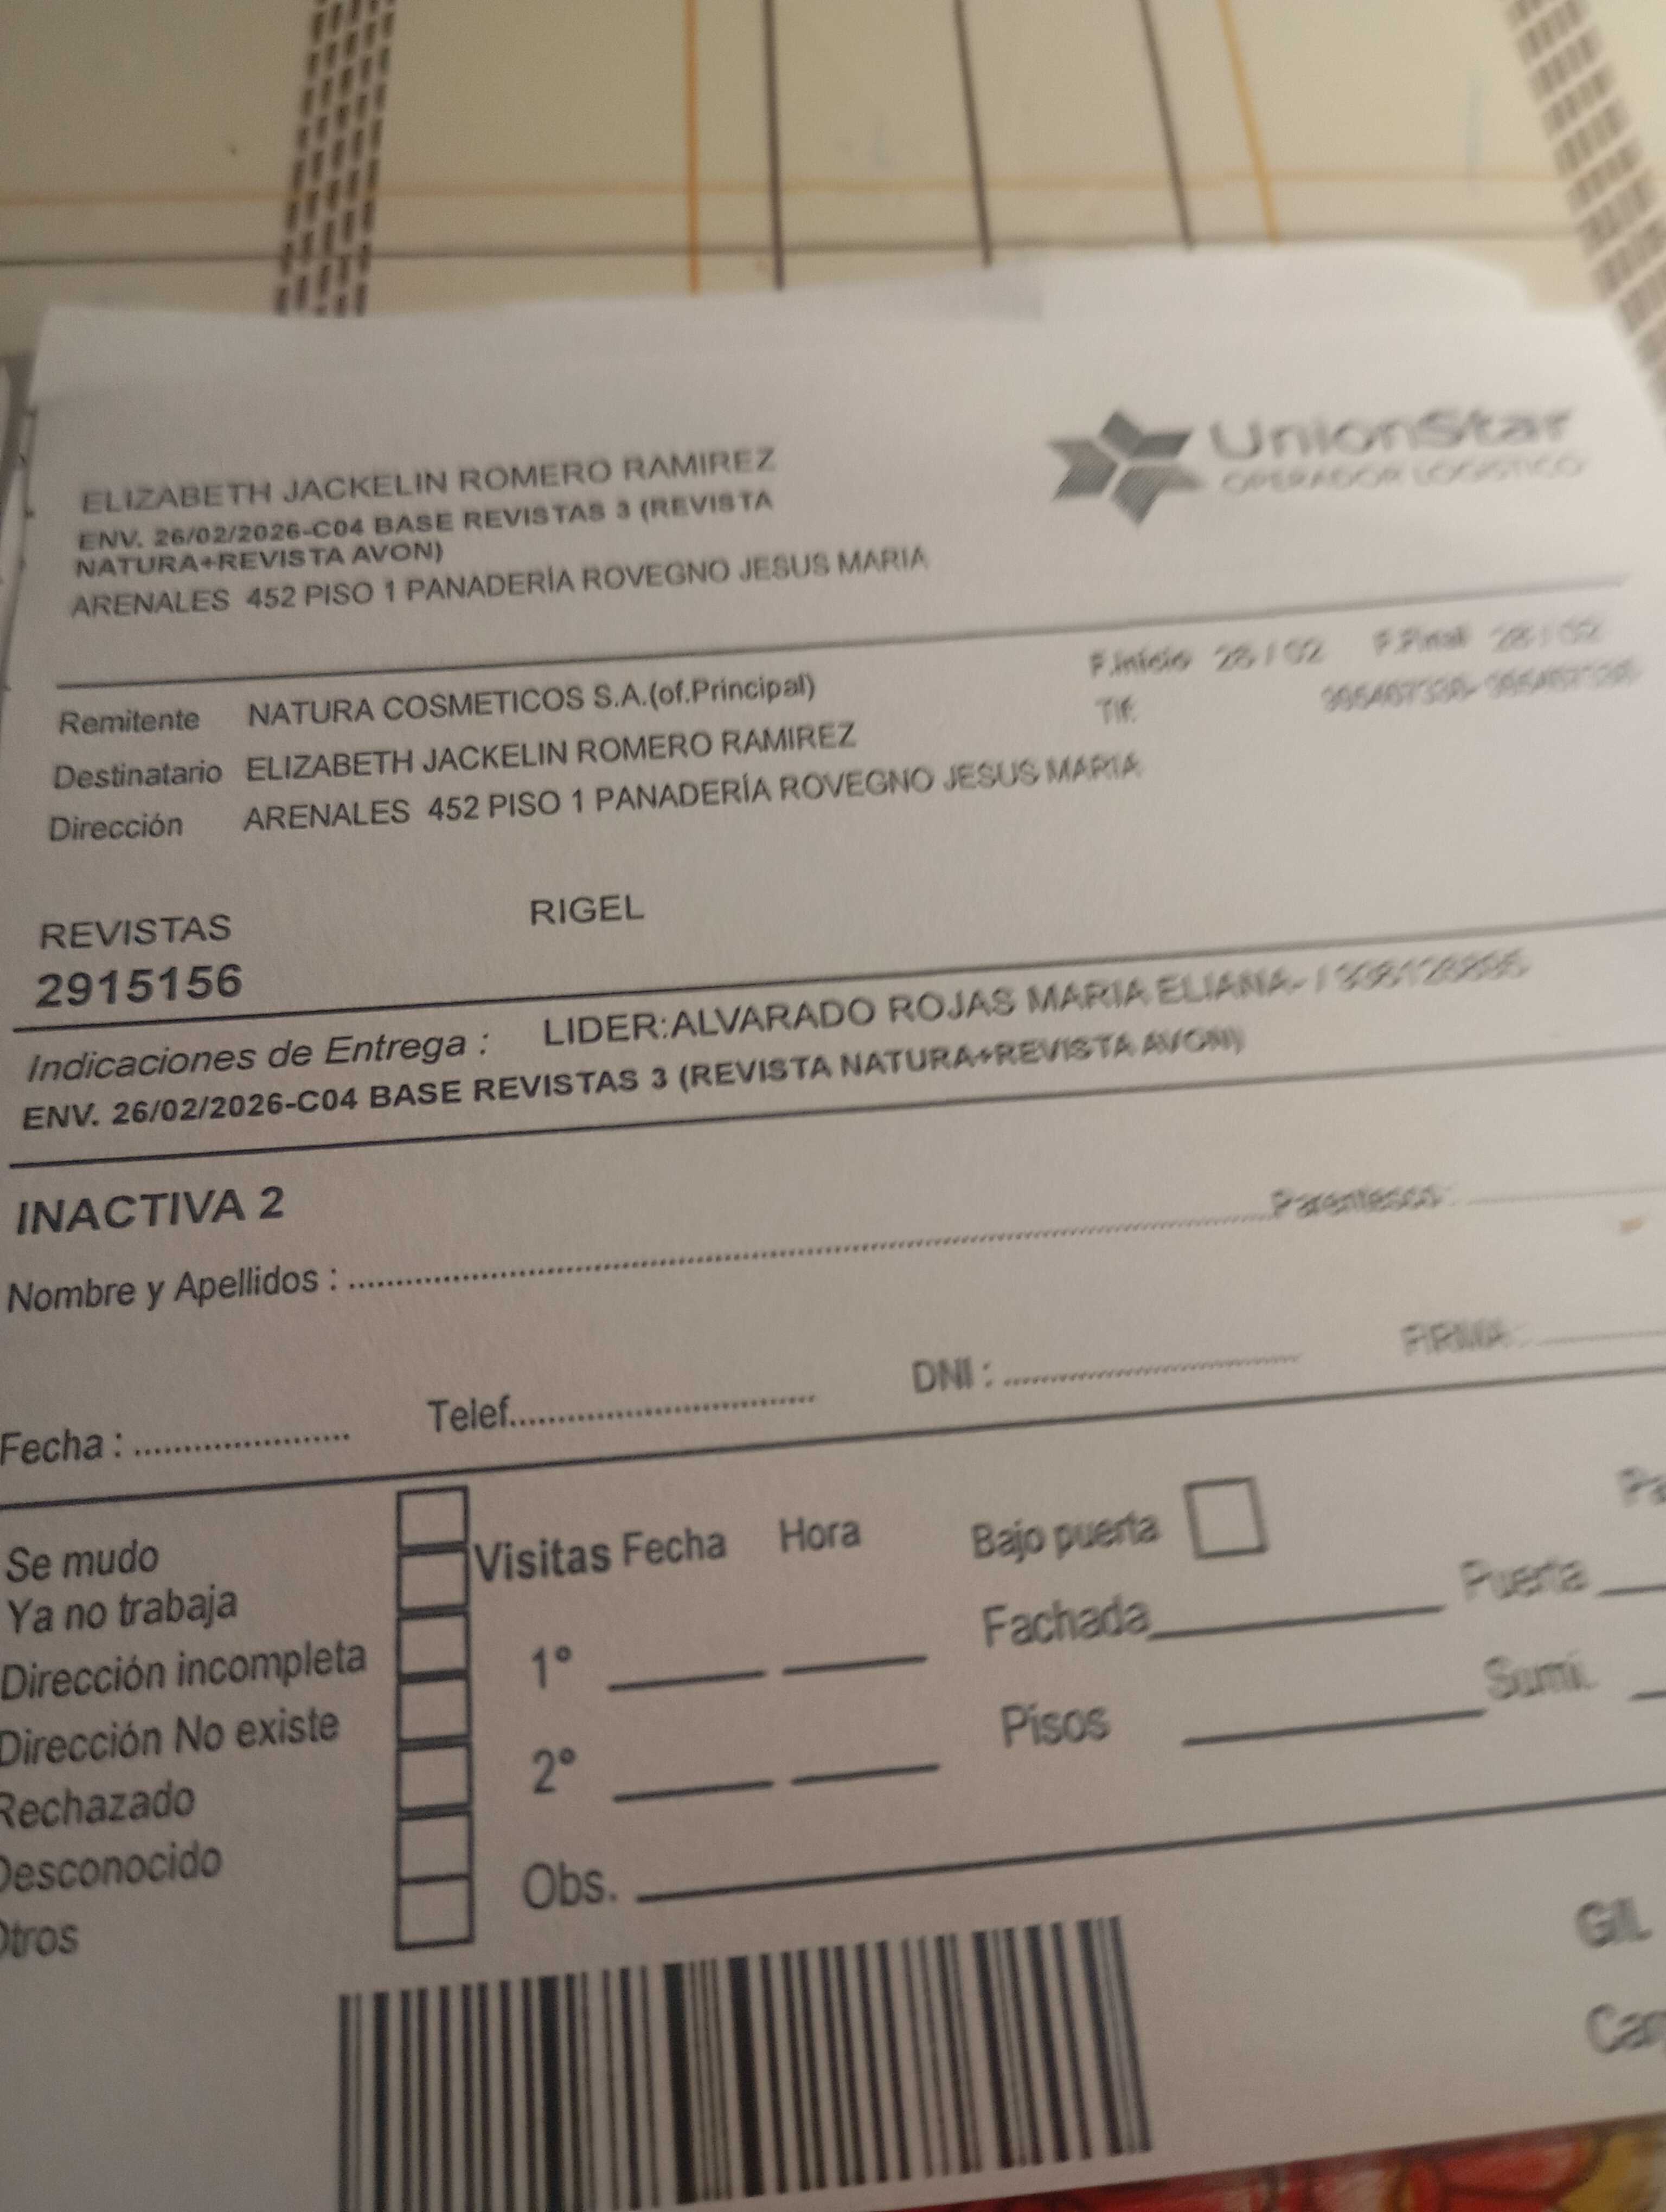 UnionStar
OPERADOR LOGISTICO
ELIZABETH JACKELIN ROMERO RAMIREZ
ENV. 26/02/2026-C04 BASE REVISTAS 3 (REVISTA
NATURA+REVISTA AVON)
ARENALES 452 PISO 1 PANADERÍA ROVEGNO JESUS MARIA
F.Inicio 28 / 02 F.Final 28 / 02
Remitente NATURA COSMETICOS S.A.(of.Principal)
Tlf:
Destinatario ELIZABETH JACKELIN ROMERO RAMIREZ
Dirección ARENALES 452 PISO 1 PANADERÍA ROVEGNO JESUS MARIA
REVISTAS RIGEL
2915156
Indicaciones de Entrega : LIDER:ALVARADO ROJAS MARIA ELIANA- /
ENV. 26/02/2026-C04 BASE REVISTAS 3 (REVISTA NATURA+REVISTA AVON)
INACTIVA 2
Nombre y Apellidos : Parentesco:
Fecha : Telef. DNI : FIRMA:
Se mudo
Visitas Fecha Hora Bajo puerta
Ya no trabaja
Fachada Puerta
Dirección incompleta
1°
Dirección No existe
Pisos Sumi.
2°
Rechazado
Desconocido
Obs.
Otros
GIL